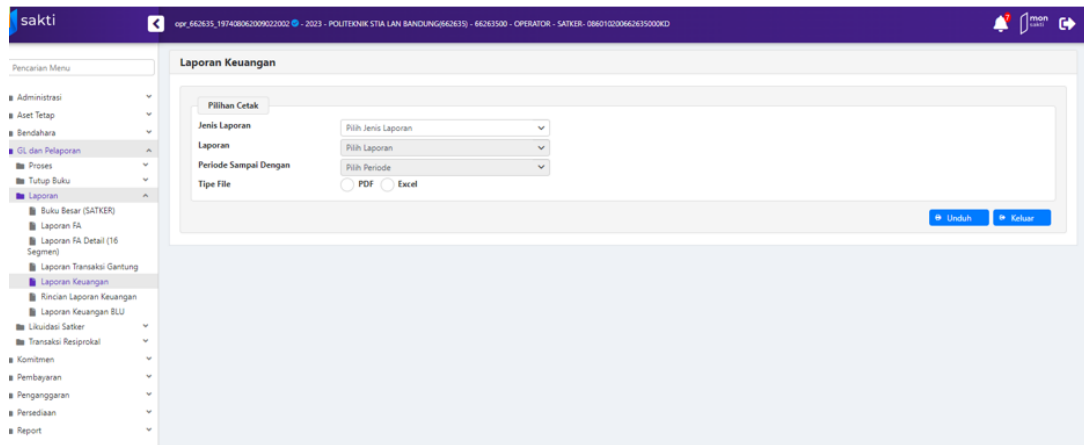 sakti
opr_662635_197408062009022002 - 2023 - POLITEKNIK STIA LAN BANDUNG(662635) - 66263500 - OPERATOR - SATKER- 086010200662635000KD
7
mon
sakti
Pencarian Menu
Administrasi
Aset Tetap
Bendahara
GL dan Pelaporan
Proses
Tutup Buku
Laporan
Buku Besar (SATKER)
Laporan FA
Laporan FA Detail (16
Segmen)
Laporan Transaksi Gantung
Laporan Keuangan
Rincian Laporan Keuangan
Laporan Keuangan BLU
Likuidasi Satker
Transaksi Resiprokal
Komitmen
Pembayaran
Penganggaran
Persediaan
Report
Laporan Keuangan
Pilihan Cetak
Jenis Laporan Pilih Jenis Laporan
Laporan Pilih Laporan
Periode Sampai Dengan Pilih Periode
Tipe File PDF Excel
Unduh Keluar